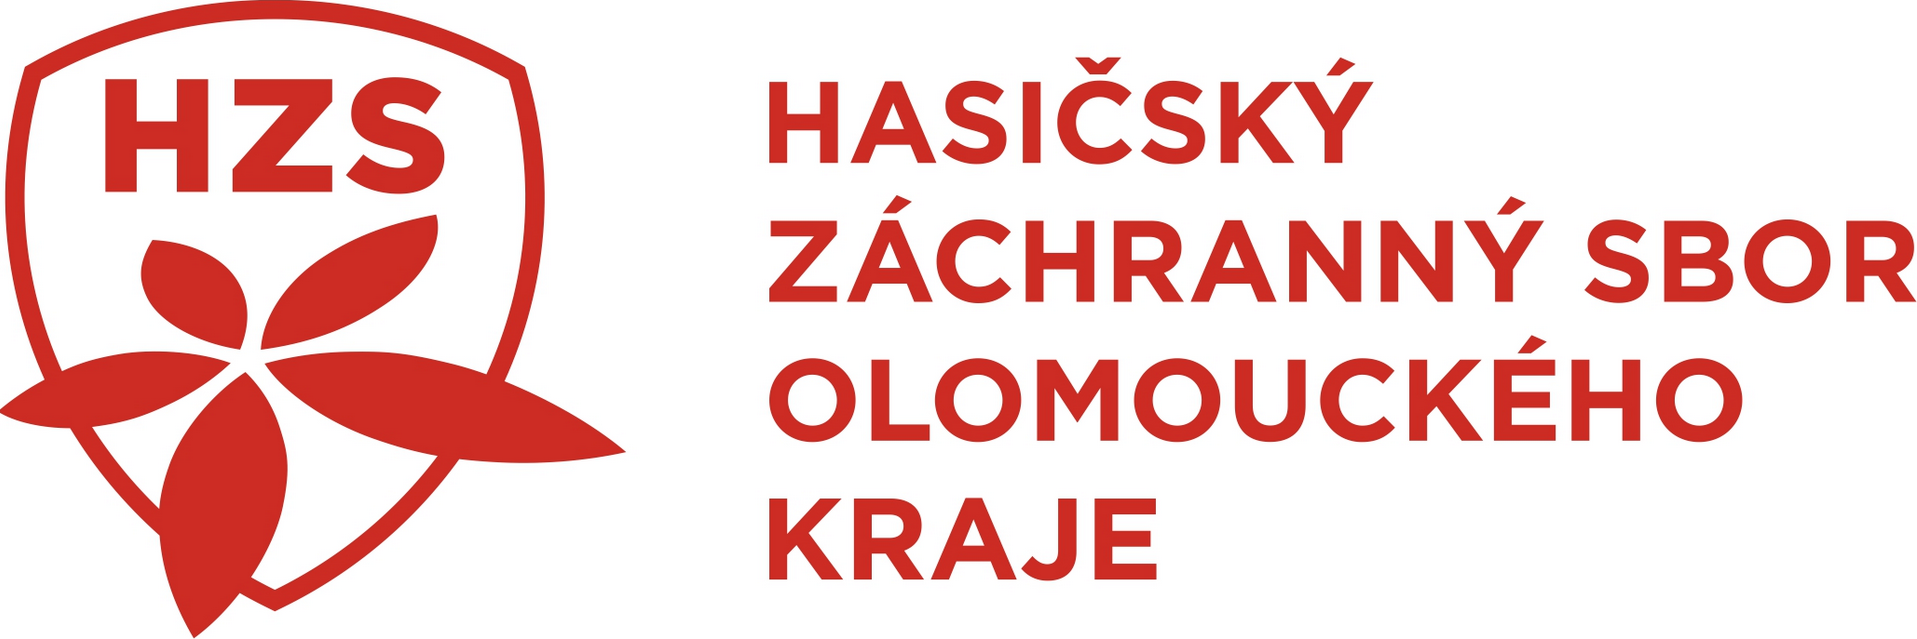 HZS
HASIČSKÝ
ZÁCHRANNÝ SBOR
OLOMOUCKÉHO
KRAJE